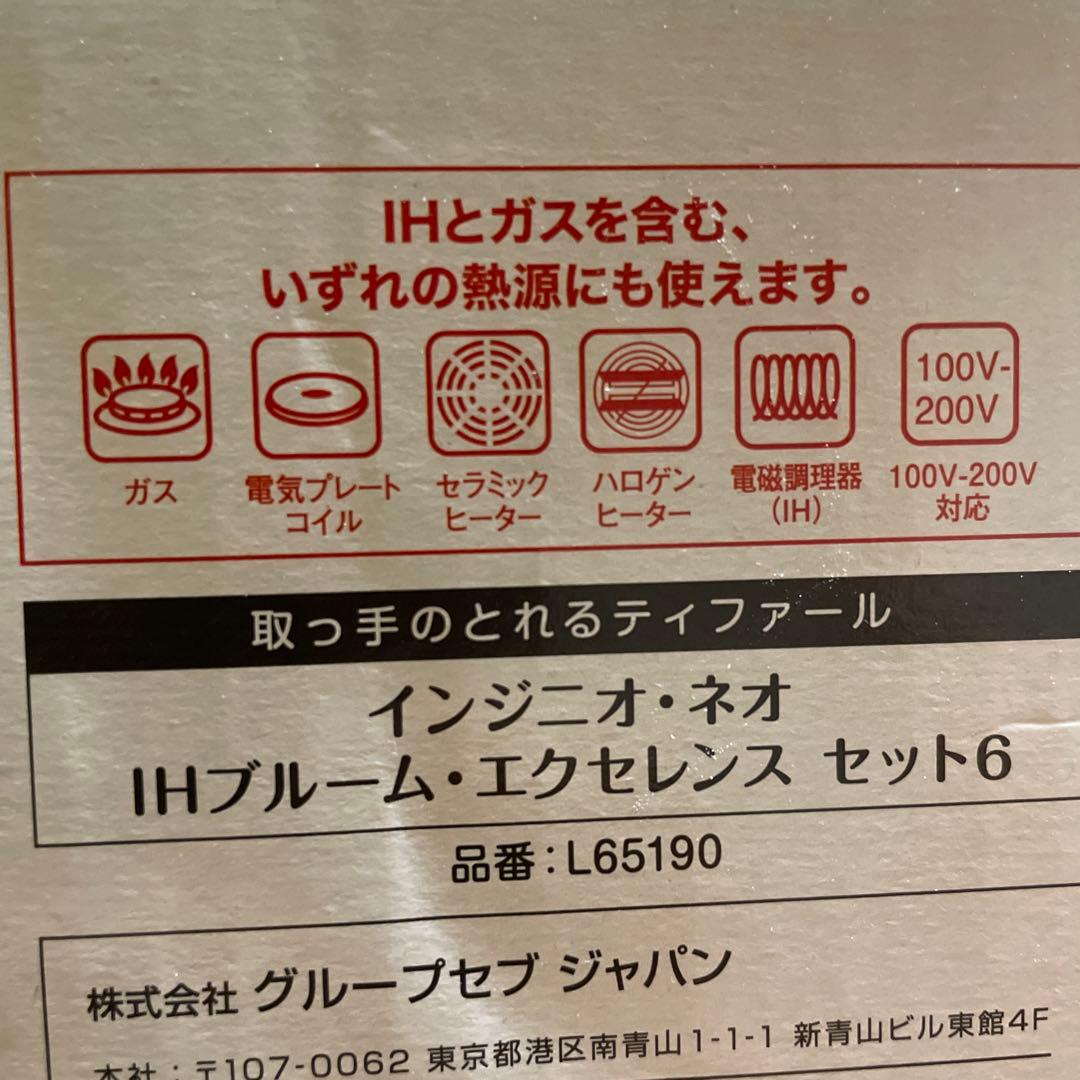 IHとガスを含む、
いずれの熱源にも使えます。
100V-
200V
ガス
電気プレート
コイル
セラミック
ヒーター
ハロゲン
ヒーター
電磁調理器
(IH)
100V-200V
対応
取っ手のとれるティファール
インジニオ・ネオ
IHブルーム・エクセレンス セット6
品番:L65190
株式会社 グループセブ ジャパン
本社:〒107-0062 東京都港区南青山1-1-1 新青山ビル東館4F